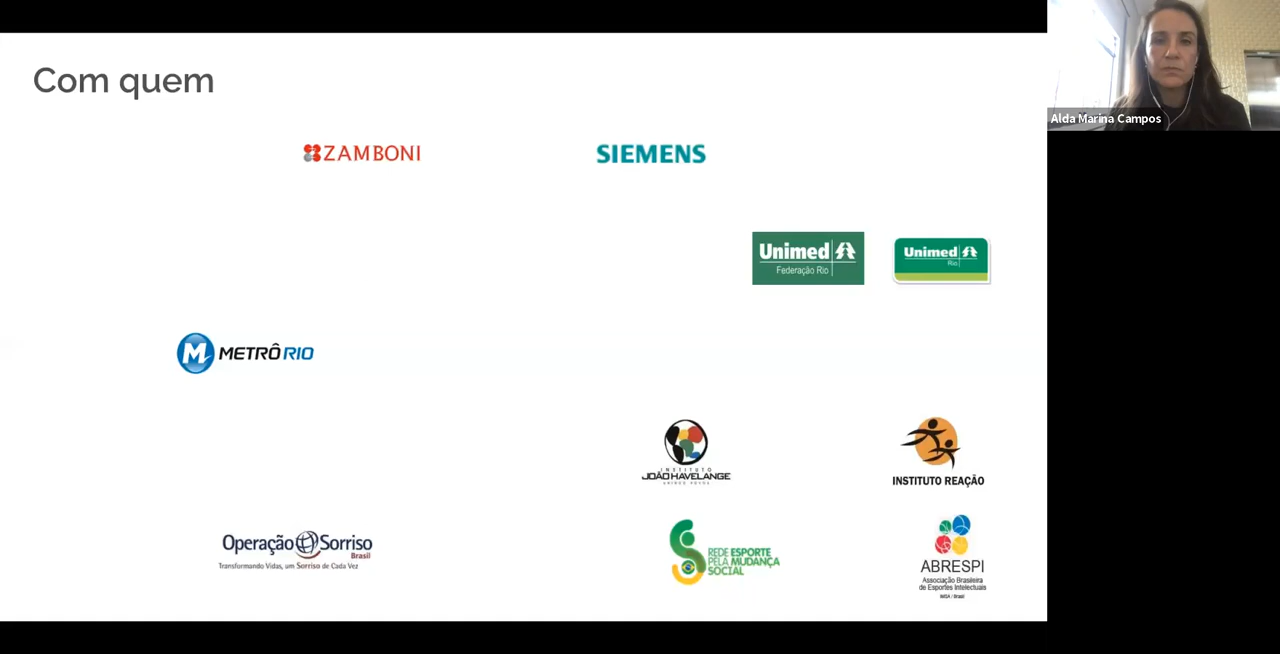 Com quem
Alda Marina Campos
ZAMBONI
SIEMENS
Unimed
Federação Rio
Unimed
Rio
METRÔ RIO
INSTITUTO
JOÃO HAVELANGE
INSTITUTO REAÇÃO
Operação Sorriso
Brasil
Transformando Vidas, um Sorriso de Cada Vez
REDE ESPORTE
PELA MUDANÇA
SOCIAL
ABRESPI
Associação Brasileira
de Esportes Intelectuais
IMSA / Brasil